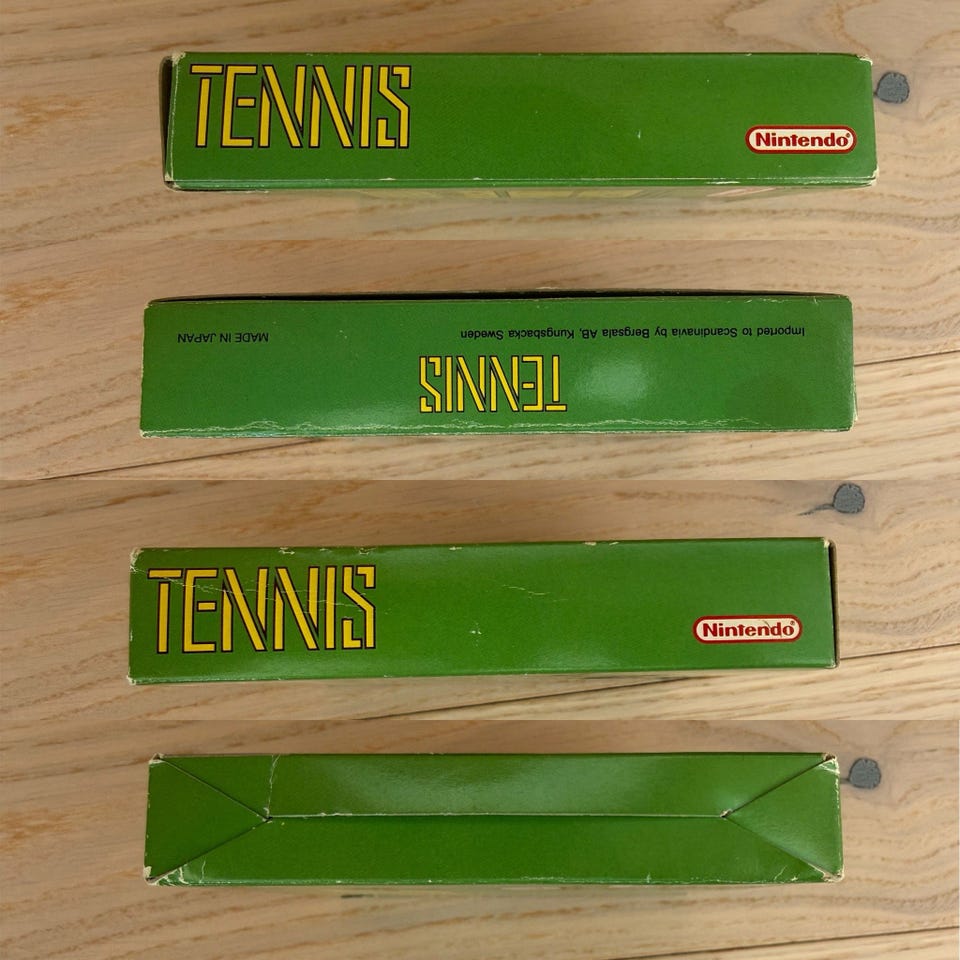 TENNIS
Nintendo®
Imported to Scandinavia by Bergsala AB, Kungsbacka Sweden
MADE IN JAPAN
TENNIS
TENNIS
Nintendo®